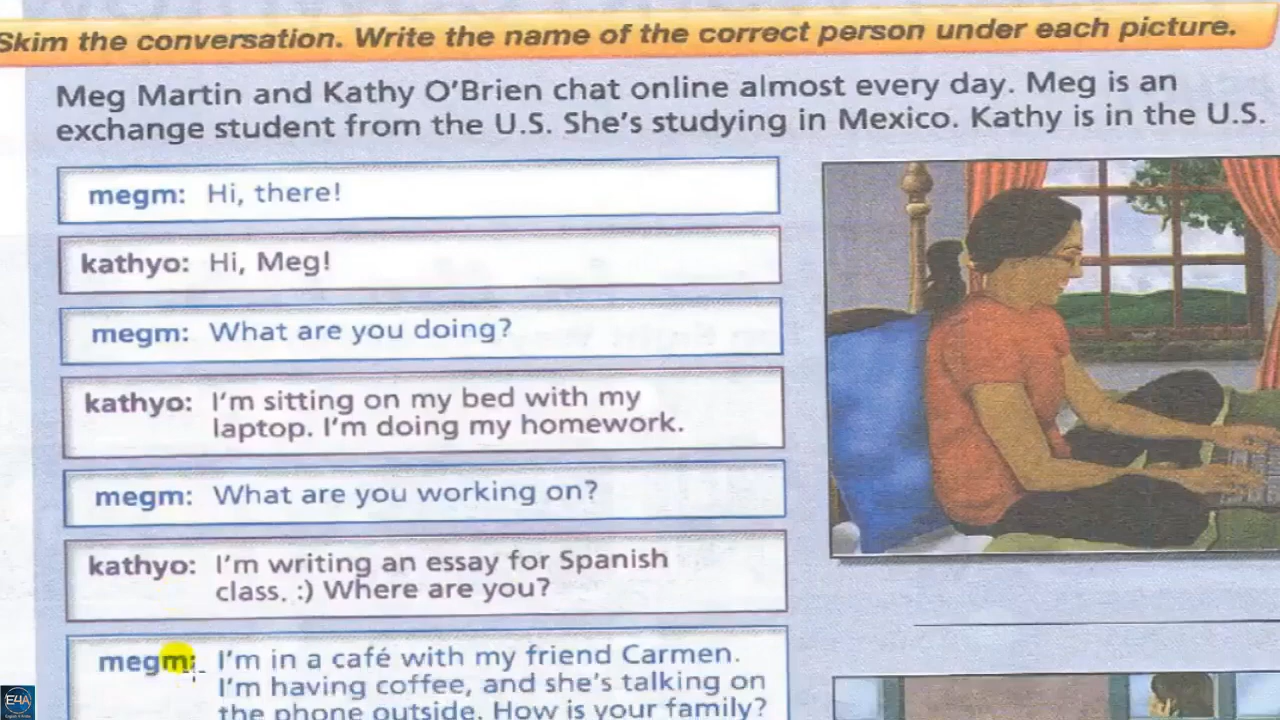 Skim the conversation. Write the name of the correct person under each picture.
Meg Martin and Kathy O'Brien chat online almost every day. Meg is an
exchange student from the U.S. She's studying in Mexico. Kathy is in the U.S.
megm: Hi, there!
kathyo: Hi, Meg!
megm: What are you doing?
kathyo: I'm sitting on my bed with my
laptop. I'm doing my homework.
megm: What are you working on?
kathyo: I'm writing an essay for Spanish
class. :) Where are you?
megm: I'm in a café with my friend Carmen.
I'm having coffee, and she's talking on
the phone outside. How is your family?
E4A